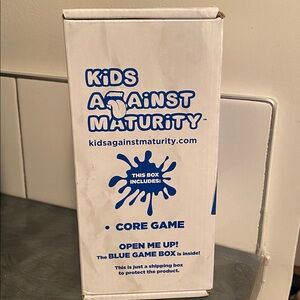 KiDS
AGAiNST
MATURiTY™
kidsagainstmaturity.com
THIS BOX
INCLUDES:
• CORE GAME
OPEN ME UP!
The BLUE GAME BOX is inside!
This is just a shipping box
to protect the product.